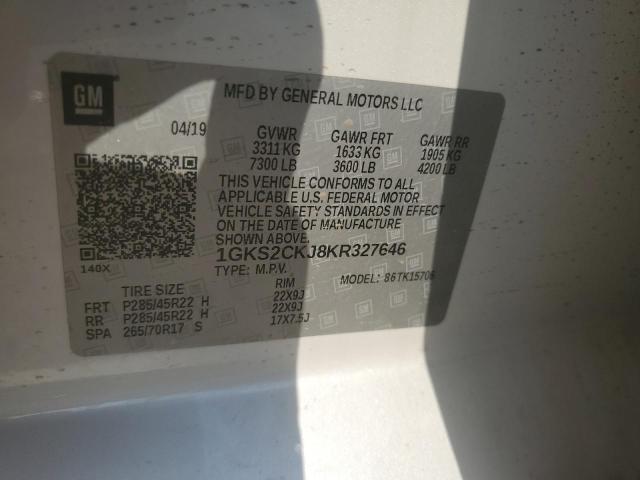 GM
MFD BY GENERAL MOTORS LLC
04/19
GVWR GAWR FRT GAWR RR
3311 KG 1633 KG 1905 KG
7300 LB 3600 LB 4200 LB
THIS VEHICLE CONFORMS TO ALL
APPLICABLE U.S. FEDERAL MOTOR
VEHICLE SAFETY STANDARDS IN EFFECT
ON THE DATE OF MANUFACTURE
SHOWN ABOVE.
1GKS2CKJ8KR327646
140X
TYPE: M.P.V. MODEL: 86TK15706
TIRE SIZE RIM
FRT P285/45R22 H 22X9J
RR P285/45R22 H 22X9J
SPA 265/70R17 S 17X7.5J